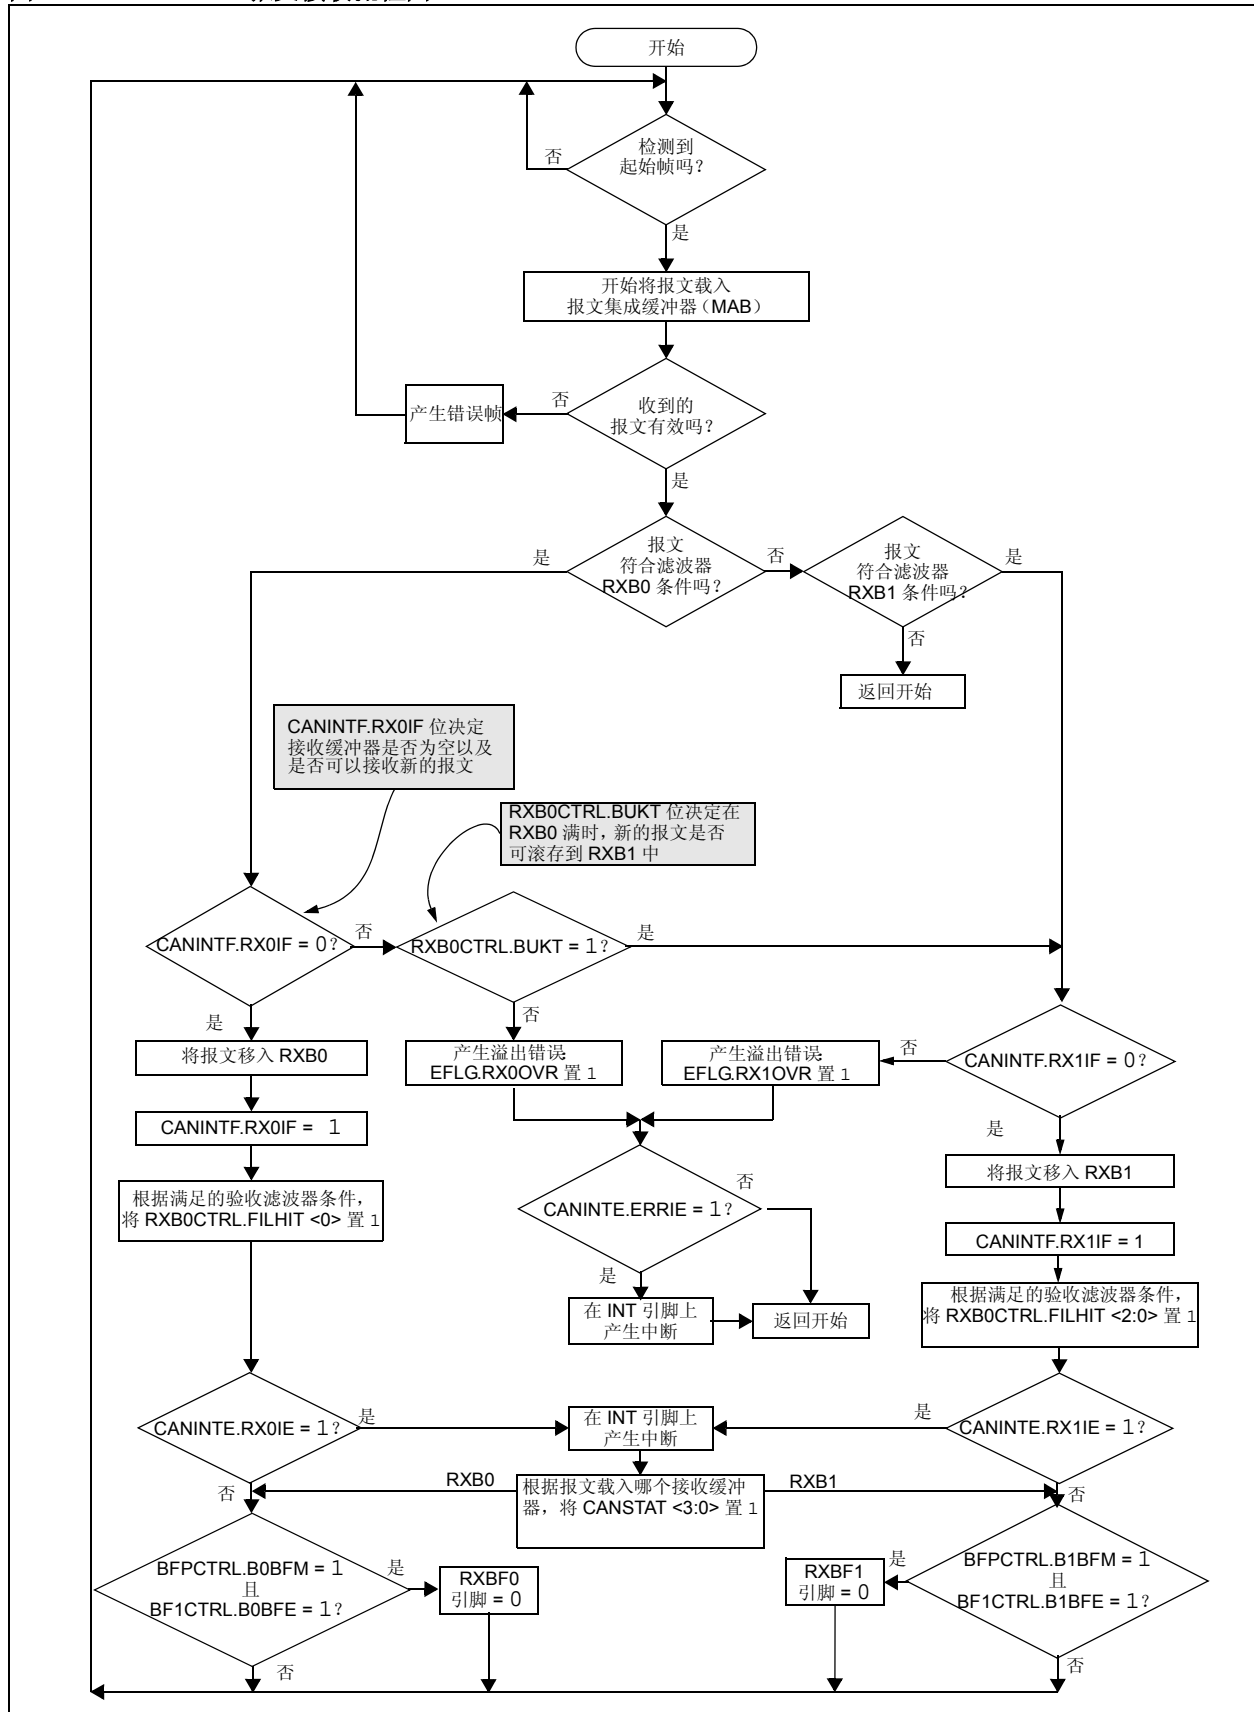 开始
检测到
起始帧吗？
否
是
开始将报文载入
报文集成缓冲器（MAB）
收到的
报文有效吗？
否
产生错误帧
是
报文
符合滤波器
RXB0 条件吗？
是
否
报文
符合滤波器
RXB1 条件吗？
是
否
返回开始
CANINTF.RX0IF 位决定
接收缓冲器是否为空以及
是否可以接收新的报文
RXB0CTRL.BUKT 位决定在
RXB0 满时，新的报文是否
可滚存到 RXB1 中
CANINTF.RX0IF = 0？
否
RXB0CTRL.BUKT = 1？
是
是
否
将报文移入 RXB0
产生溢出错误：
EFLG.RX0OVR 置 1
产生溢出错误：
EFLG.RX1OVR 置 1
否
CANINTF.RX1IF = 0？
CANINTF.RX0IF = 1
是
将报文移入 RXB1
根据满足的验收滤波器条件，
将 RXB0CTRL.FILHIT <0> 置 1
CANINTE.ERRIE = 1？
否
是
CANINTF.RX1IF = 1
在 INT 引脚上
产生中断
返回开始
根据满足的验收滤波器条件，
将 RXB0CTRL.FILHIT <2:0> 置 1
CANINTE.RX0IE = 1？
是
在 INT 引脚上
产生中断
是
CANINTE.RX1IE = 1？
否
RXB0
根据报文载入哪个接收缓冲
器，将 CANSTAT <3:0> 置 1
RXB1
否
BFPCTRL.B0BFM = 1
且
BF1CTRL.B0BFE = 1？
是
RXBF0
引脚 = 0
RXBF1
引脚 = 0
是
BFPCTRL.B1BFM = 1
且
BF1CTRL.B1BFE = 1？
否
否